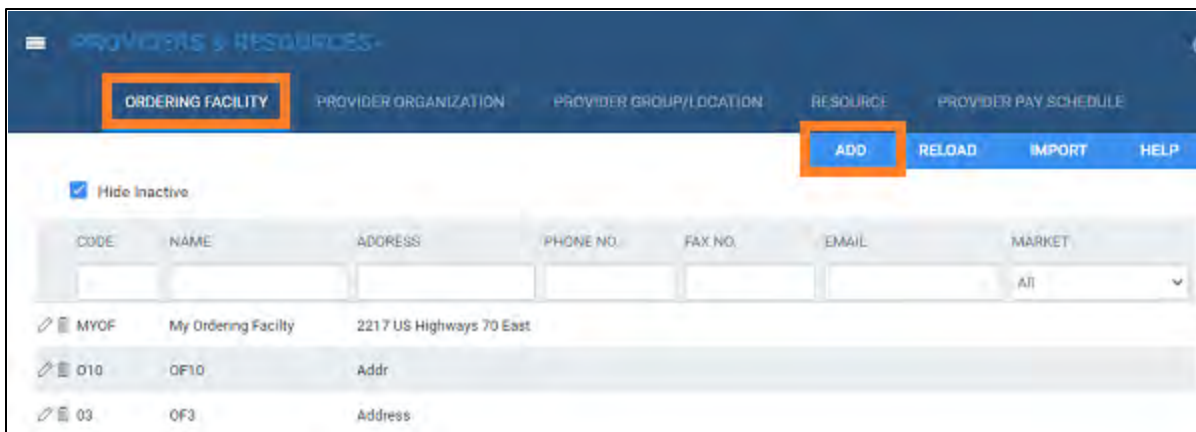 PROVIDERS & RESOURCES
ORDERING FACILITY PROVIDER ORGANIZATION PROVIDER GROUP/LOCATION RESOURCE PROVIDER PAY SCHEDULE
ADD RELOAD IMPORT HELP
Hide Inactive
CODE NAME ADDRESS PHONE NO. FAX NO. EMAIL MARKET
All
MYOF My Ordering Facilty 2217 US Highways 70 East
O10 OF10 Addr
03 OF3 Address